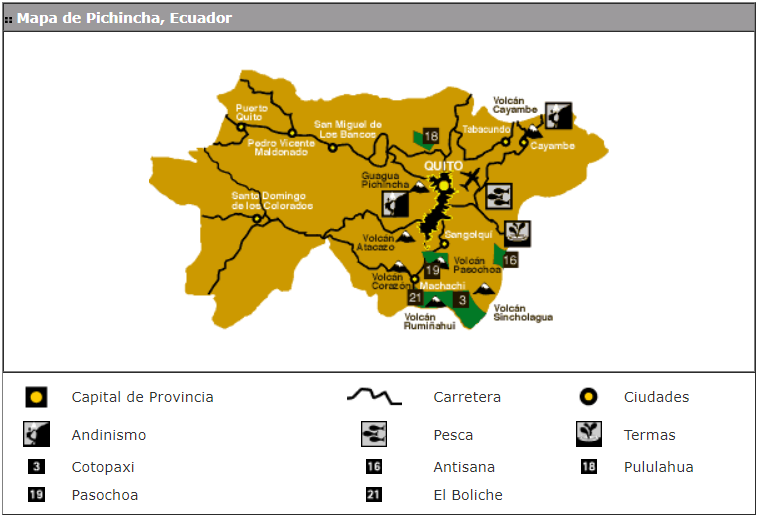 Mapa de Pichincha, Ecuador
Volcán
Cayambe
Puerto
Quito
San Miguel de
Los Bancos
Pedro Vicente
Maldonado
18
Tabacundo
Cayambe
QUITO
Guagua
Pichincha
Santo Domingo
de los Colorados
Volcán
Atacazo
Sangolquí
Volcán
Pasochoa
16
19
Volcán
Corazón
Machachi
21
3
Volcán
Rumiñahui
Volcán
Sincholagua
Capital de Provincia
Carretera
Ciudades
Andinismo
Pesca
Termas
3 Cotopaxi
16 Antisana
18 Pululahua
19 Pasochoa
21 El Boliche